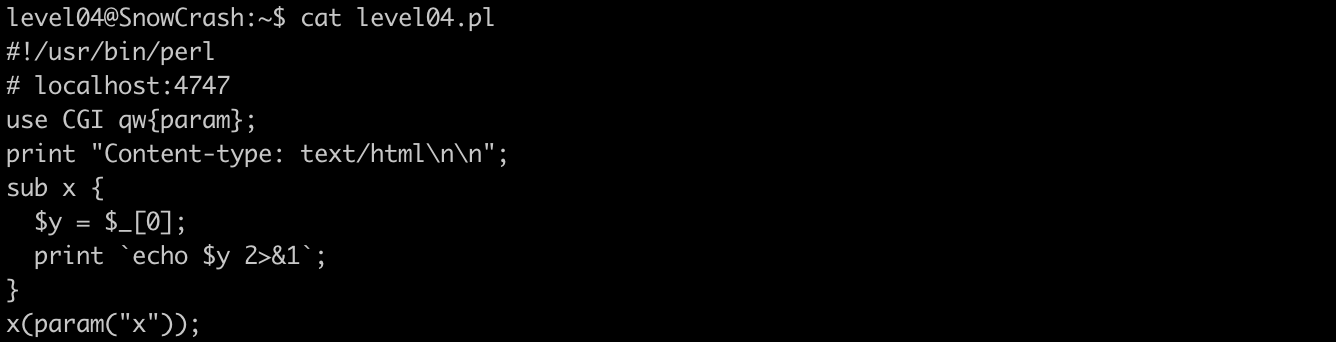 level04@SnowCrash:~$ cat level04.pl
#!/usr/bin/perl
# localhost:4747
use CGI qw{param};
print "Content-type: text/html\n\n";
sub x {
  $y = $_[0];
  print `echo $y 2>&1`;
}
x(param("x"));